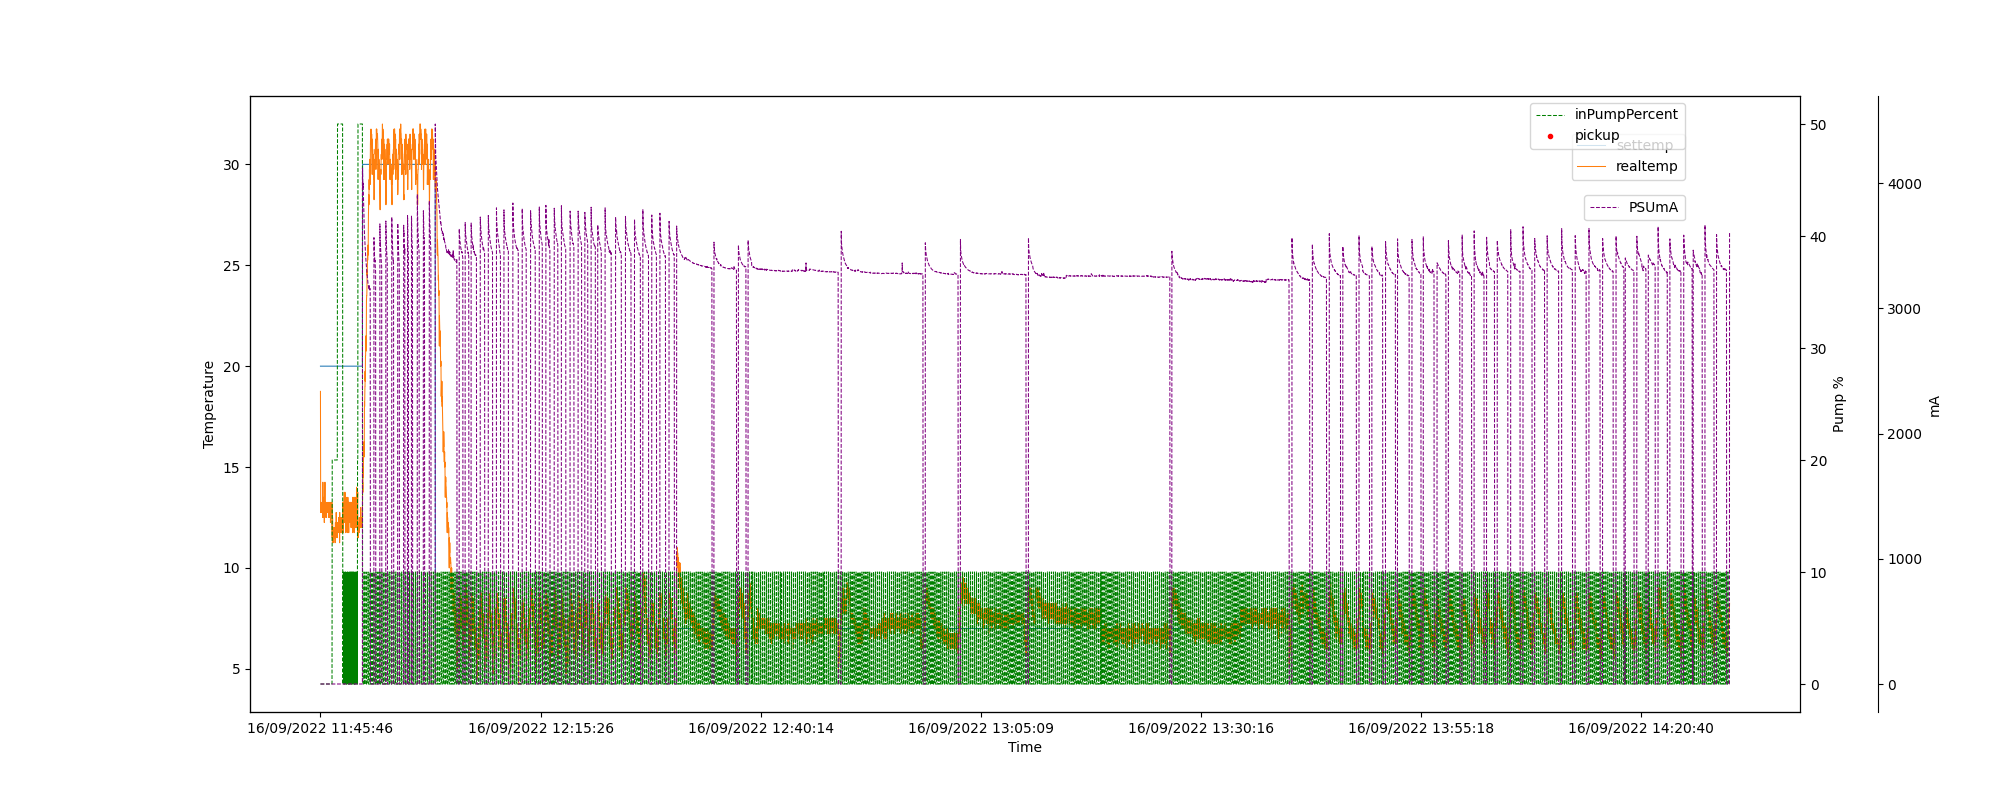 inPumpPercent
pickup
settemp
realtemp
PSUmA
30
25
20
15
10
5
Temperature
50
40
30
20
10
0
Pump %
4000
3000
2000
1000
0
mA
16/09/2022 11:45:46
16/09/2022 12:15:26
16/09/2022 12:40:14
16/09/2022 13:05:09
16/09/2022 13:30:16
16/09/2022 13:55:18
16/09/2022 14:20:40
Time